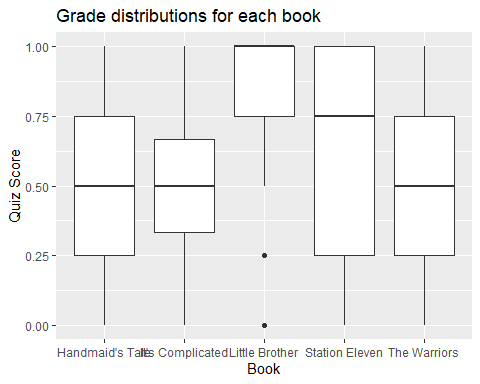 Grade distributions for each book
1.00
0.75
0.50
0.25
0.00
Quiz Score
Handmaid's Tale It's Complicated Little Brother Station Eleven The Warriors
Book